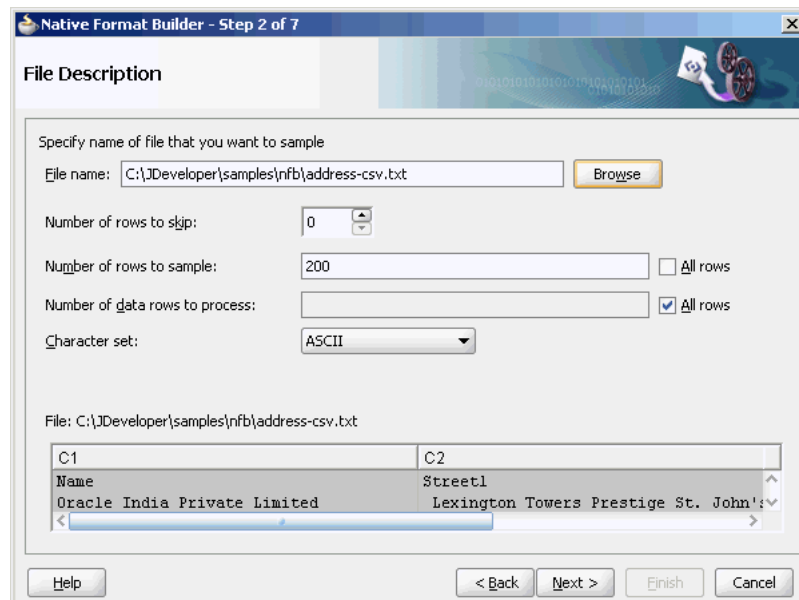 Native Format Builder - Step 2 of 7
File Description
Specify name of file that you want to sample
File name: C:\JDeveloper\samples\nfb\address-csv.txt Browse
Number of rows to skip: 0
Number of rows to sample: 200 All rows
Number of data rows to process: All rows
Character set: ASCII
File: C:\JDeveloper\samples\nfb\address-csv.txt
C1 C2
Name Street1
Oracle India Private Limited Lexington Towers Prestige St. John's
Help < Back Next > Finish Cancel